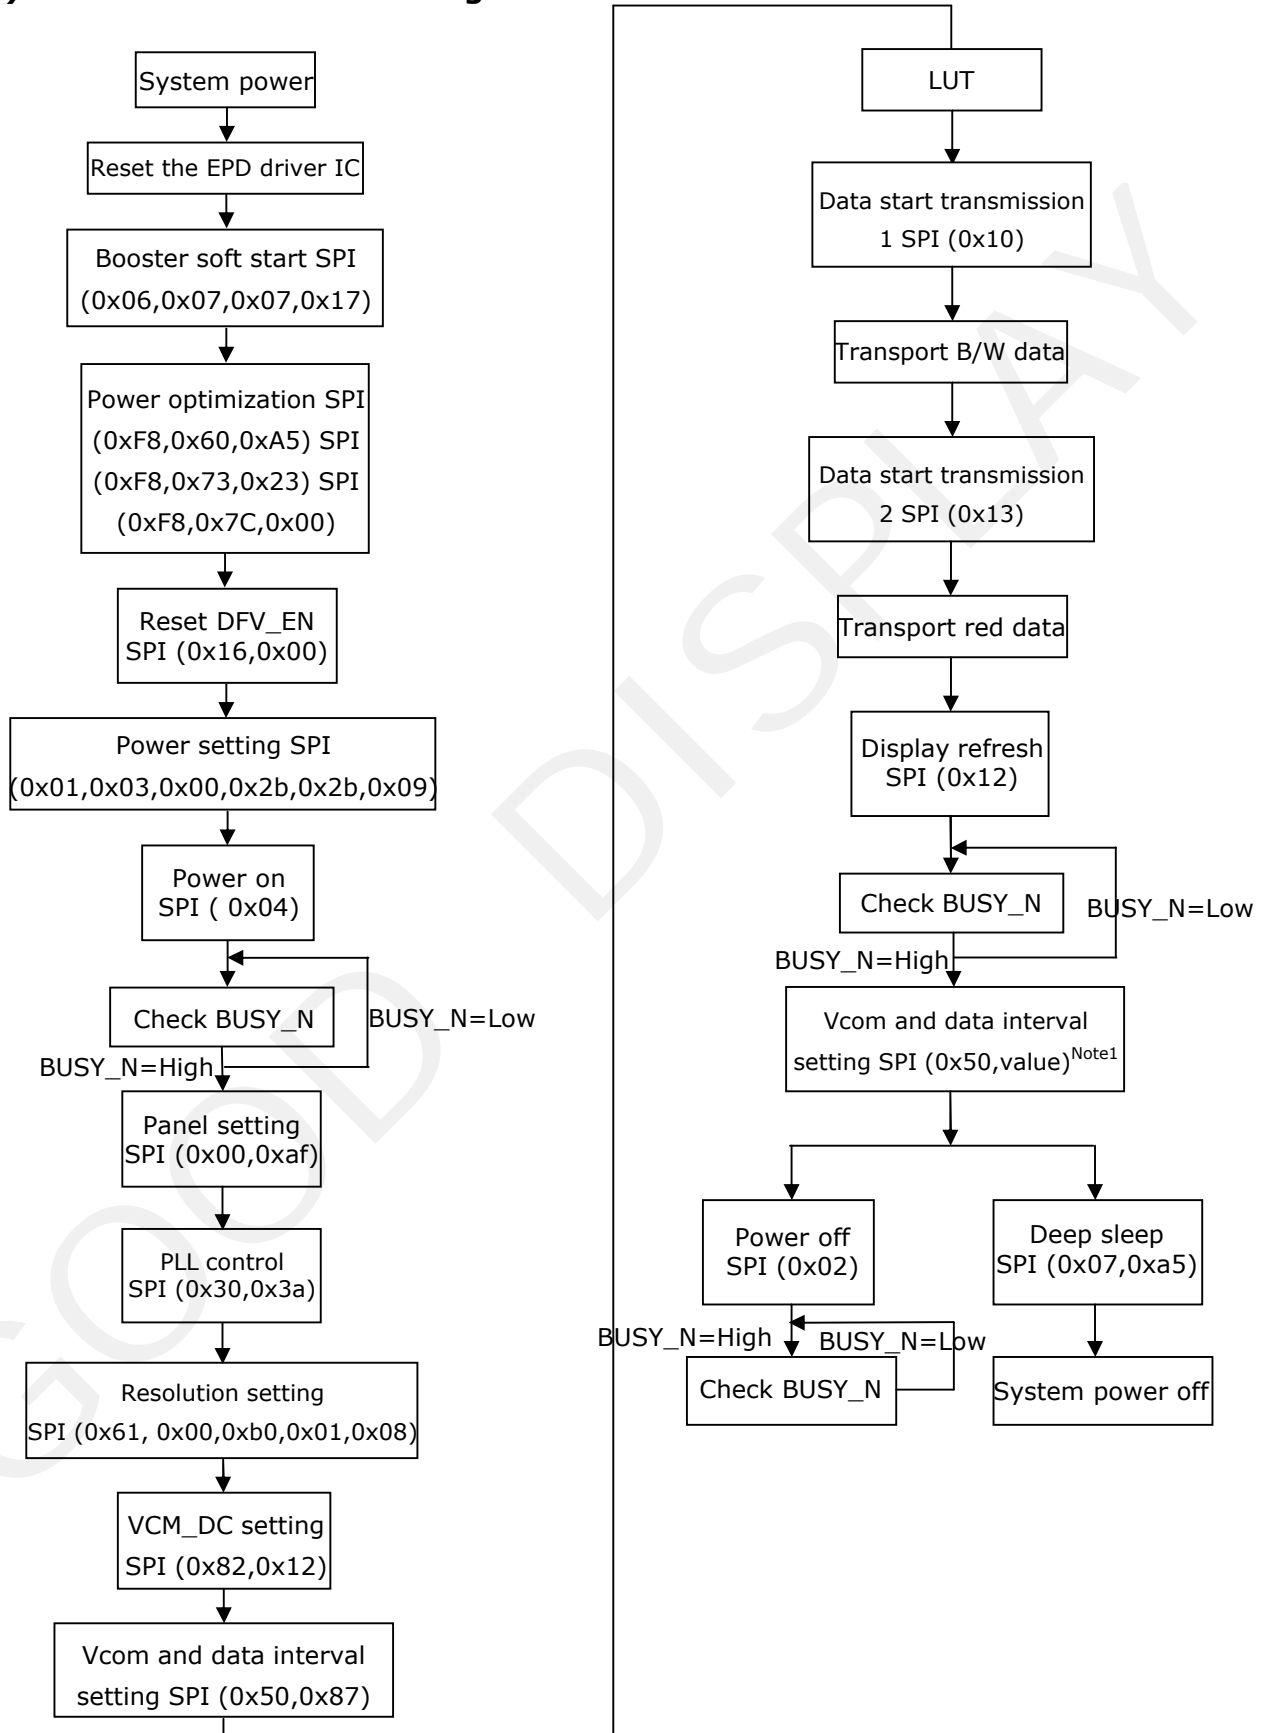 System power
Reset the EPD driver IC
Booster soft start SPI
(0x06,0x07,0x07,0x17)
Power optimization SPI
(0xF8,0x60,0xA5) SPI
(0xF8,0x73,0x23) SPI
(0xF8,0x7C,0x00)
Reset DFV_EN
SPI (0x16,0x00)
Power setting SPI
(0x01,0x03,0x00,0x2b,0x2b,0x09)
Power on
SPI ( 0x04)
Check BUSY_N
BUSY_N=Low
BUSY_N=High
Panel setting
SPI (0x00,0xaf)
PLL control
SPI (0x30,0x3a)
Resolution setting
SPI (0x61, 0x00,0xb0,0x01,0x08)
VCM_DC setting
SPI (0x82,0x12)
Vcom and data interval
setting SPI (0x50,0x87)
LUT
Data start transmission
1 SPI (0x10)
Transport B/W data
Data start transmission
2 SPI (0x13)
Transport red data
Display refresh
SPI (0x12)
Check BUSY_N
BUSY_N=Low
BUSY_N=High
Vcom and data interval
setting SPI (0x50,value)Note1
Power off
SPI (0x02)
BUSY_N=High
BUSY_N=Low
Check BUSY_N
Deep sleep
SPI (0x07,0xa5)
System power off
GOOD DISPLAY